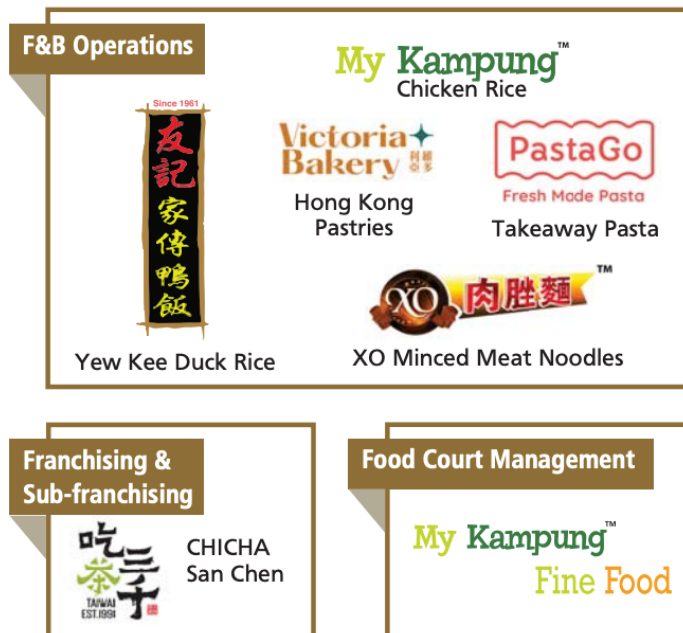 F&B Operations
My Kampung™
Chicken Rice
Since 1961
友記家傳鴨飯
Yew Kee Duck Rice
Victoria
Bakery
維多利亞
Hong Kong
Pastries
PastaGo
Fresh Made Pasta
Takeaway Pasta
XO 肉脞麵™
XO Minced Meat Noodles
Franchising &
Sub-franchising
吃茶三千
TAIWAN
EST.1991
CHICHA
San Chen
Food Court Management
My Kampung™
Fine Food